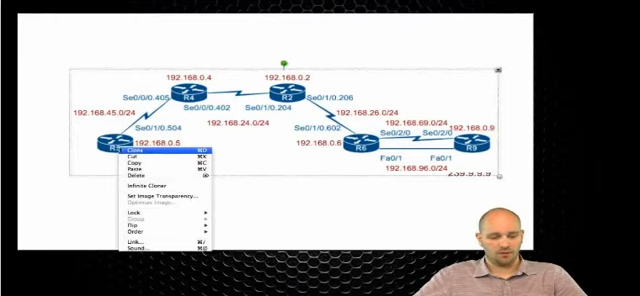 192.168.0.4
192.168.0.2
R4
R2
Se0/0/0.405
Se0/0/0.402
Se0/1/0.204
Se0/1/0.206
192.168.45.0/24
192.168.24.0/24
192.168.26.0/24
192.168.69.0/24
Se0/1/0.504
Se0/1/0.602
Se0/2/0
Se0/2/0
192.168.0.9
192.168.0.5
192.168.0.6
R5
R6
R9
Fa0/1
Fa0/1
192.168.96.0/24
239.9.9.9
Clone ⌘D
Cut ⌘X
Copy ⌘C
Paste ⌘V
Delete
Infinite Cloner
Set Image Transparency...
Optimize Image...
Lock
Group
Flip
Order
Link... ⌘/
Sound...